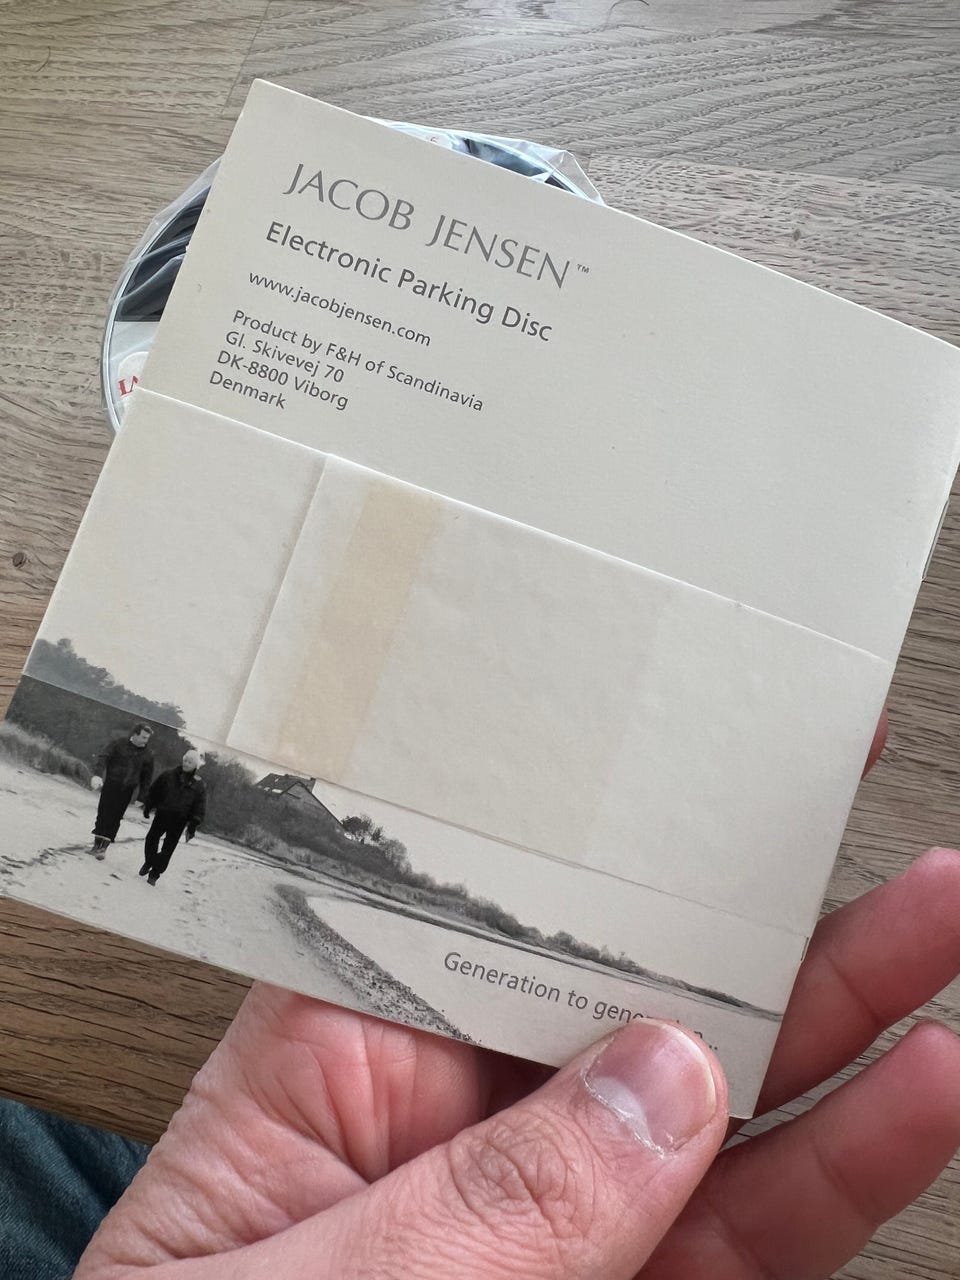 JACOB JENSEN™
Electronic Parking Disc
www.jacobjensen.com
Product by F&H of Scandinavia
Gl. Skivevej 70
DK-8800 Viborg
Denmark
Generation to